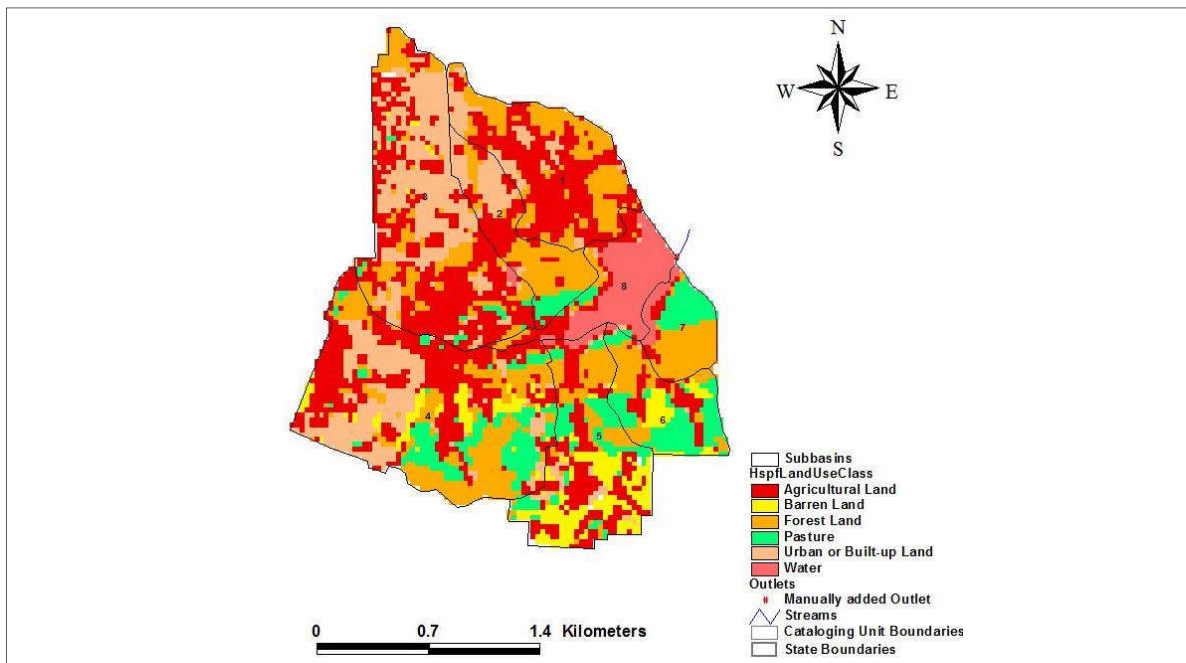 N
W E
S
1
3
2
8
7
4
5
6
Subbasins
HspfLandUseClass
Agricultural Land
Barren Land
Forest Land
Pasture
Urban or Built-up Land
Water
Outlets
Manually added Outlet
Streams
Cataloging Unit Boundaries
State Boundaries
0 0.7 1.4 Kilometers